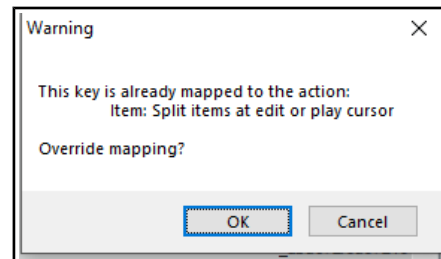 Warning
This key is already mapped to the action:
Item: Split items at edit or play cursor
Override mapping?
OK
Cancel